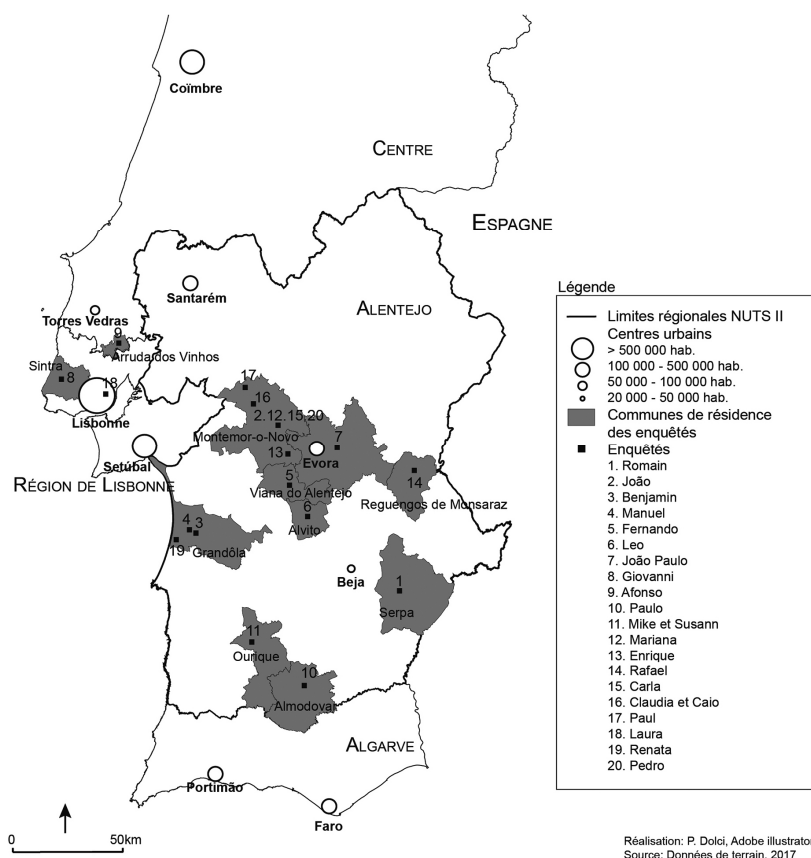 Coïmbre
CENTRE
ESPAGNE
Santarém
ALENTEJO
Torres Vedras
9
Arruda dos Vinhos
Sintra
8
18
Lisbonne
17
16
2.12.15.20
Montemor-o-Novo
7
13
Evora
Setúbal
RÉGION DE LISBONNE
5
Viana do Alentejo
14
Reguengos de Monsaraz
6
Alvito
4
3
19
Grandôla
Beja
1
Serpa
11
Ourique
10
Almodovar
ALGARVE
Portimão
Faro
0
50km
Légende
Limites régionales NUTS II
Centres urbains
> 500 000 hab.
100 000 - 500 000 hab.
50 000 - 100 000 hab.
20 000 - 50 000 hab.
Communes de résidence
des enquêtés
Enquêtés
1. Romain
2. João
3. Benjamin
4. Manuel
5. Fernando
6. Leo
7. João Paulo
8. Giovanni
9. Afonso
10. Paulo
11. Mike et Susann
12. Mariana
13. Enrique
14. Rafael
15. Carla
16. Claudia et Caio
17. Paul
18. Laura
19. Renata
20. Pedro
Réalisation: P. Dolci, Adobe illustrato
Source: Données de terrain, 2017